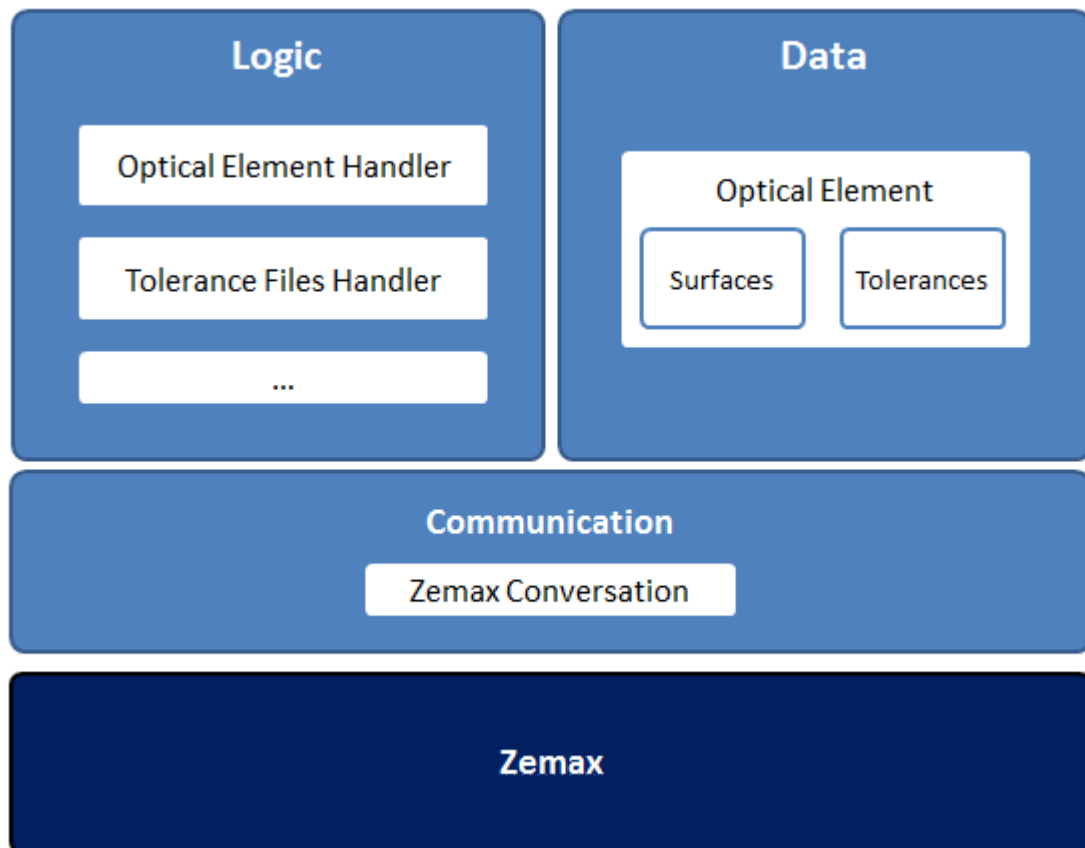 Logic
Optical Element Handler
Tolerance Files Handler
...
Data
Optical Element
Surfaces
Tolerances
Communication
Zemax Conversation
Zemax